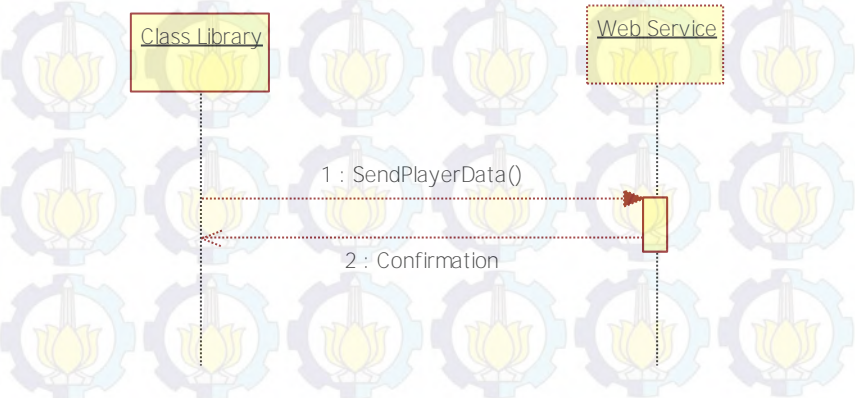 Class Library
Web Service
1 : SendPlayerData()
2 : Confirmation